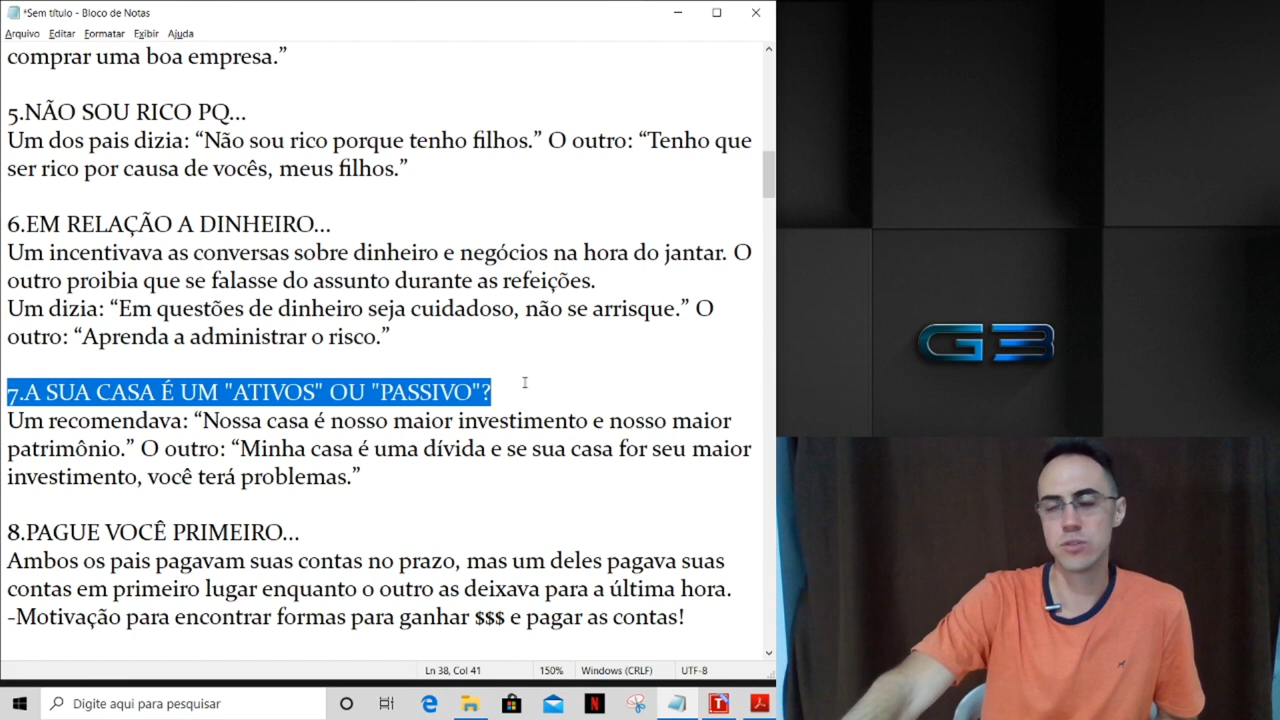 *Sem título - Bloco de Notas
Arquivo Editar Formatar Exibir Ajuda
comprar uma boa empresa.”
5.NÃO SOU RICO PQ...
Um dos pais dizia: “Não sou rico porque tenho filhos.” O outro: “Tenho que
ser rico por causa de vocês, meus filhos.”
6.EM RELAÇÃO A DINHEIRO...
Um incentivava as conversas sobre dinheiro e negócios na hora do jantar. O
outro proibia que se falasse do assunto durante as refeições.
Um dizia: “Em questões de dinheiro seja cuidadoso, não se arrisque.” O
outro: “Aprenda a administrar o risco.”
7.A SUA CASA É UM "ATIVOS" OU "PASSIVO"?
Um recomendava: “Nossa casa é nosso maior investimento e nosso maior
patrimônio.” O outro: “Minha casa é uma dívida e se sua casa for seu maior
investimento, você terá problemas.”
8.PAGUE VOCÊ PRIMEIRO...
Ambos os pais pagavam suas contas no prazo, mas um deles pagava suas
contas em primeiro lugar enquanto o outro as deixava para a última hora.
-Motivação para encontrar formas para ganhar $$$ e pagar as contas!
Ln 38, Col 41 150% Windows (CRLF) UTF-8
Digite aqui para pesquisar
G3